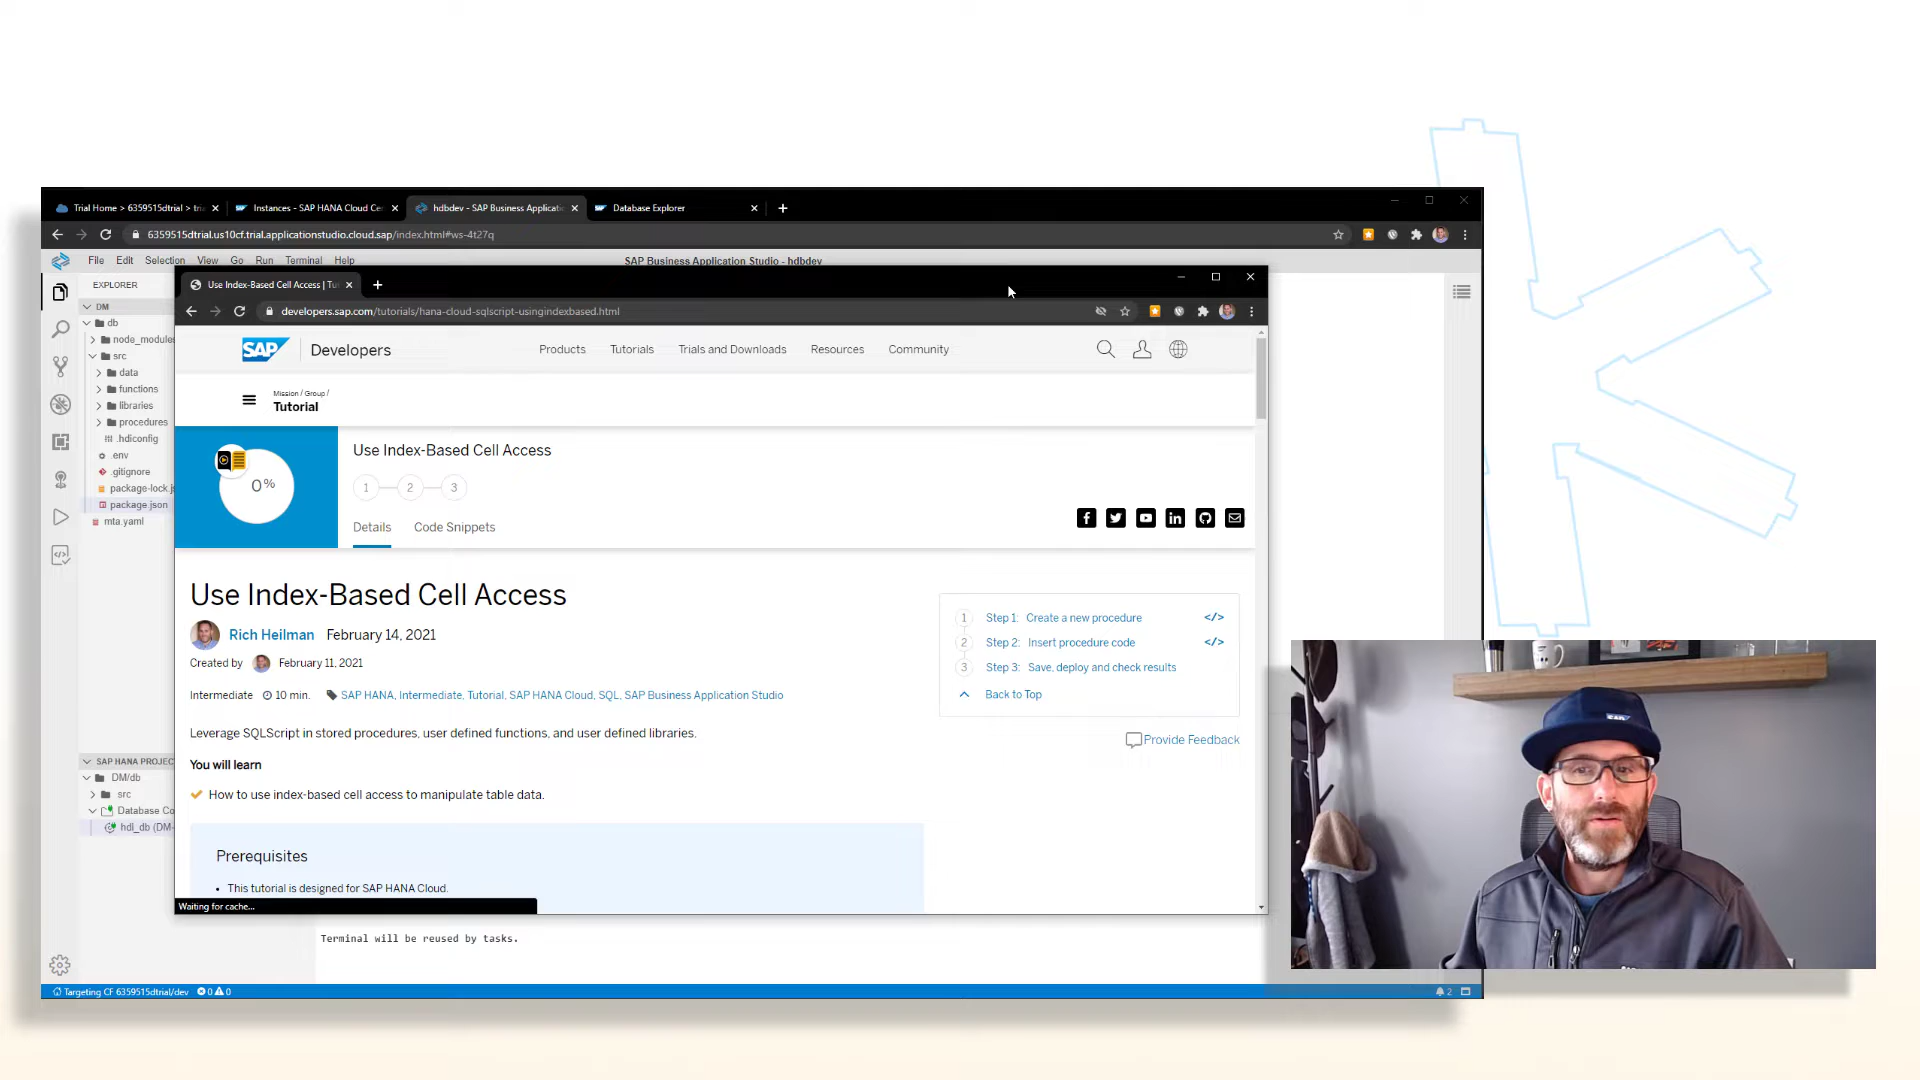 Trial Home > 6359515dtrial > tri
Instances - SAP HANA Cloud Ce
hdbdev - SAP Business Applicati
Database Explorer
6359515dtrial.us10cf.trial.applicationstudio.cloud.sap/index.html#ws-4t27q
File Edit Selection View Go Run Terminal Help
SAP Business Application Studio - hdbdev
EXPLORER
DM
db
node_modules
src
data
functions
libraries
procedures
.hdiconfig
.env
.gitignore
package-lock.js
package.json
mta.yaml
SAP HANA PROJEC
DM/db
src
Database Co
hdi_db (DM-
Use Index-Based Cell Access | Tu
developers.sap.com/tutorials/hana-cloud-sqlscript-usingindexbased.html
SAP Developers
Products Tutorials Trials and Downloads Resources Community
Mission / Group /
Tutorial
0%
Use Index-Based Cell Access
1 2 3
Details Code Snippets
Use Index-Based Cell Access
Rich Heilman February 14, 2021
Created by February 11, 2021
Intermediate 10 min. SAP HANA, Intermediate, Tutorial, SAP HANA Cloud, SQL, SAP Business Application Studio
Leverage SQLScript in stored procedures, user defined functions, and user defined libraries.
You will learn
How to use index-based cell access to manipulate table data.
Prerequisites
• This tutorial is designed for SAP HANA Cloud.
1 Step 1: Create a new procedure </>
2 Step 2: Insert procedure code </>
3 Step 3: Save, deploy and check results
Back to Top
Provide Feedback
Waiting for cache...
Terminal will be reused by tasks.
Targeting CF 6359515dtrial/dev 0 0
2
SAP